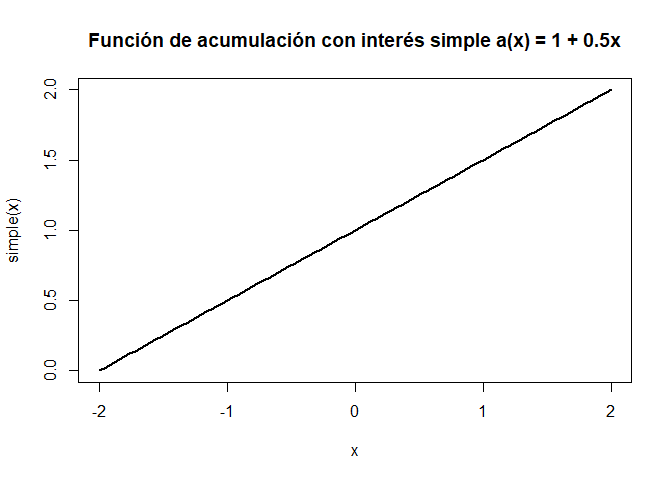 Función de acumulación con interés simple a(x) = 1 + 0.5x
simple(x)
2.0
1.5
1.0
0.5
0.0
-2 -1 0 1 2
x